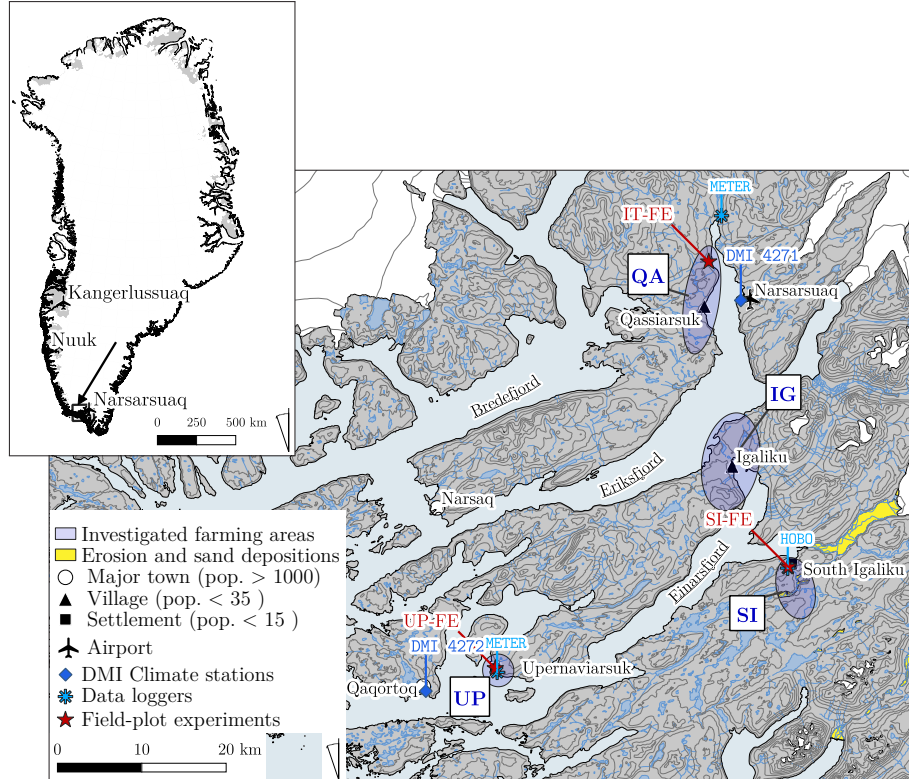 Kangerlussuaq
Nuuk
Narsarsuaq
0 250 500 km
METER
IT-FE
DMI 4271
QA
Narsarsuaq
Qassiarsuk
IG
Bredefjord
Igaliku
Eriksfjord
Narsaq
SI-FE
HOBO
South Igaliku
Einarsfjord
SI
UP-FE
DMI 4272
METER
Upernaviarsuk
Qaqortoq
UP
Investigated farming areas
Erosion and sand depositions
Major town (pop. > 1000)
Village (pop. < 35 )
Settlement (pop. < 15 )
Airport
DMI Climate stations
Data loggers
Field-plot experiments
0 10 20 km